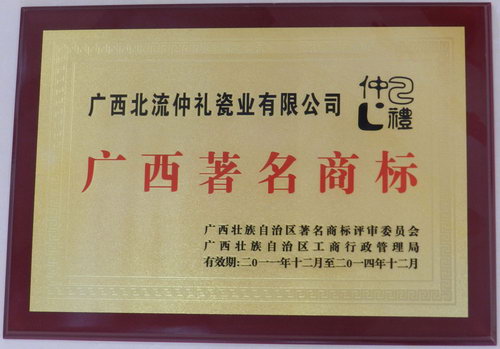 广西北流仲礼瓷业有限公司
仲礼
广西著名商标
广西壮族自治区著名商标评审委员会
广西壮族自治区工商行政管理局
有效期:二0一一年十二月至二0一四年十二月